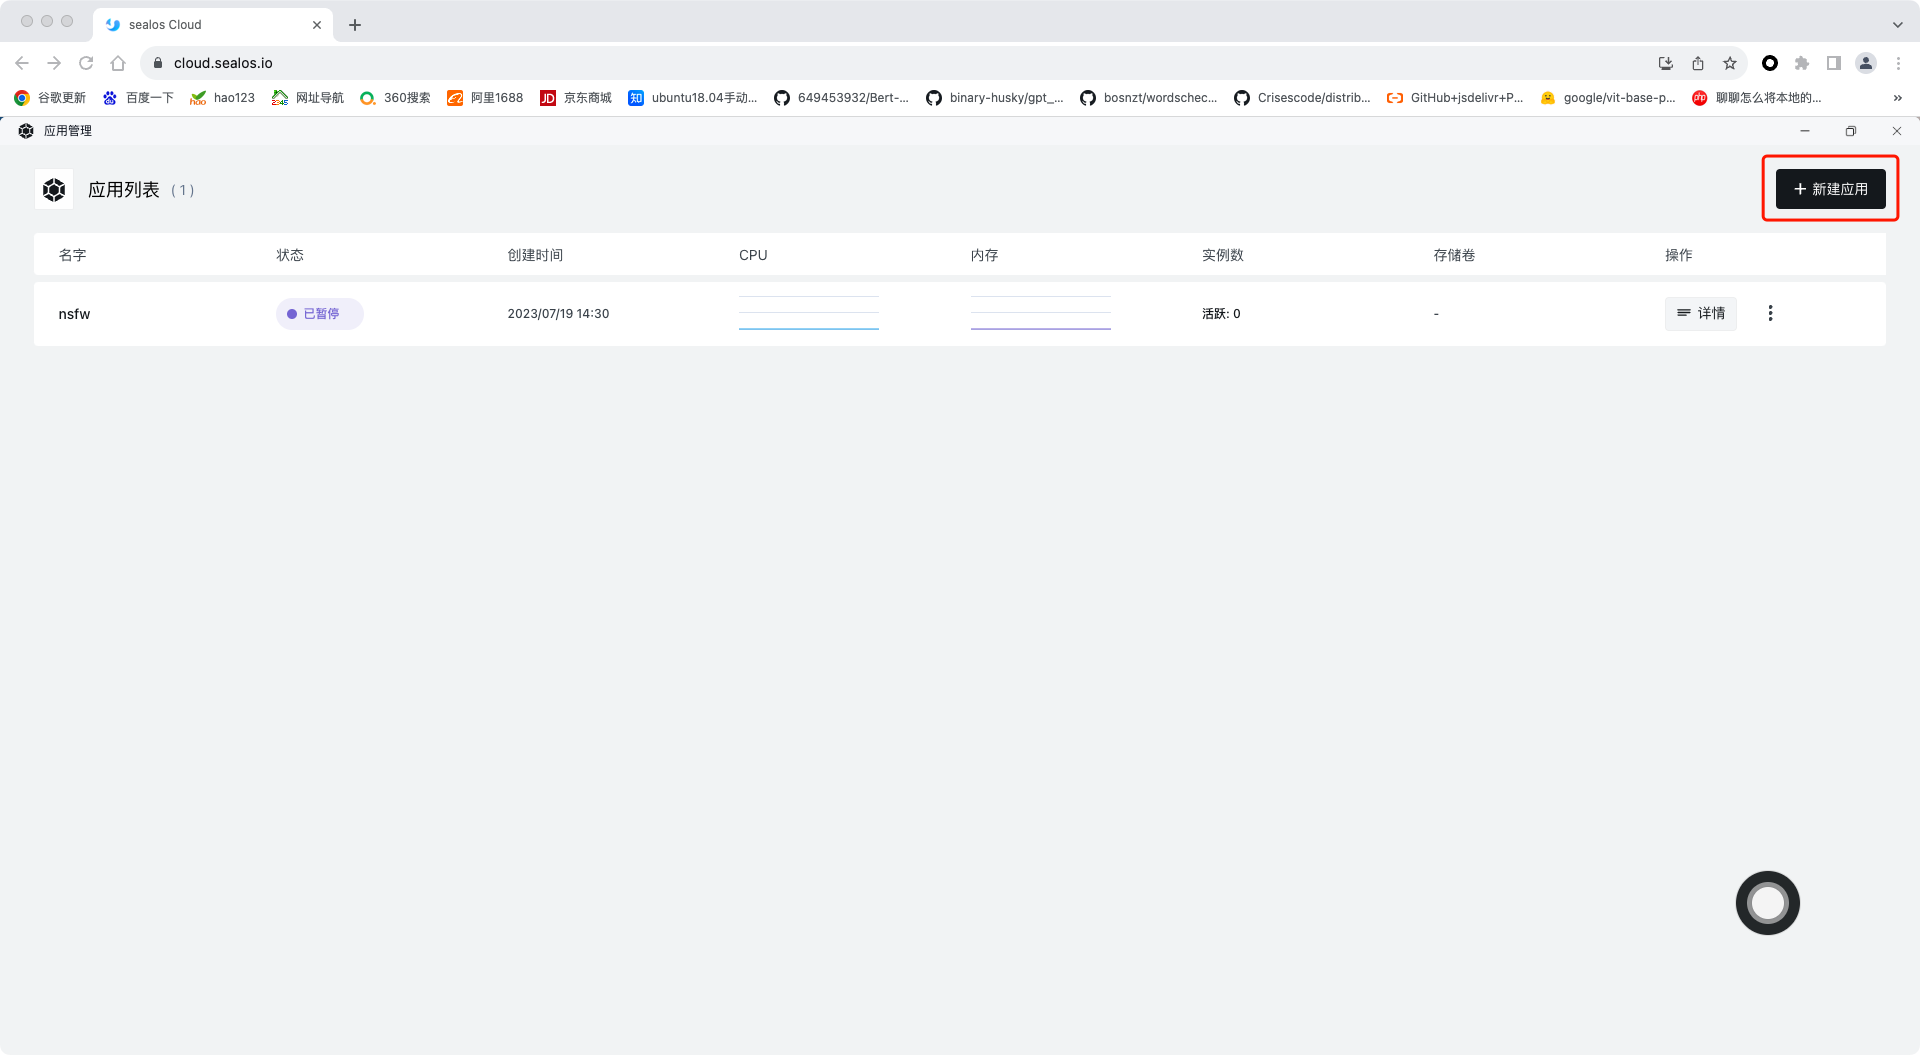 sealos Cloud
cloud.sealos.io
谷歌更新 百度一下 hao123 网址导航 360搜索 阿里1688 京东商城 ubuntu18.04手动... 649453932/Bert-... binary-husky/gpt_... bosnzt/wordschec... Crisescode/distrib... GitHub+jsdelivr+P... google/vit-base-p... 聊聊怎么将本地的...
应用管理
应用列表 ( 1 )
新建应用
名字 状态 创建时间 CPU 内存 实例数 存储卷 操作
nsfw 已暂停 2023/07/19 14:30 活跃: 0 - 详情